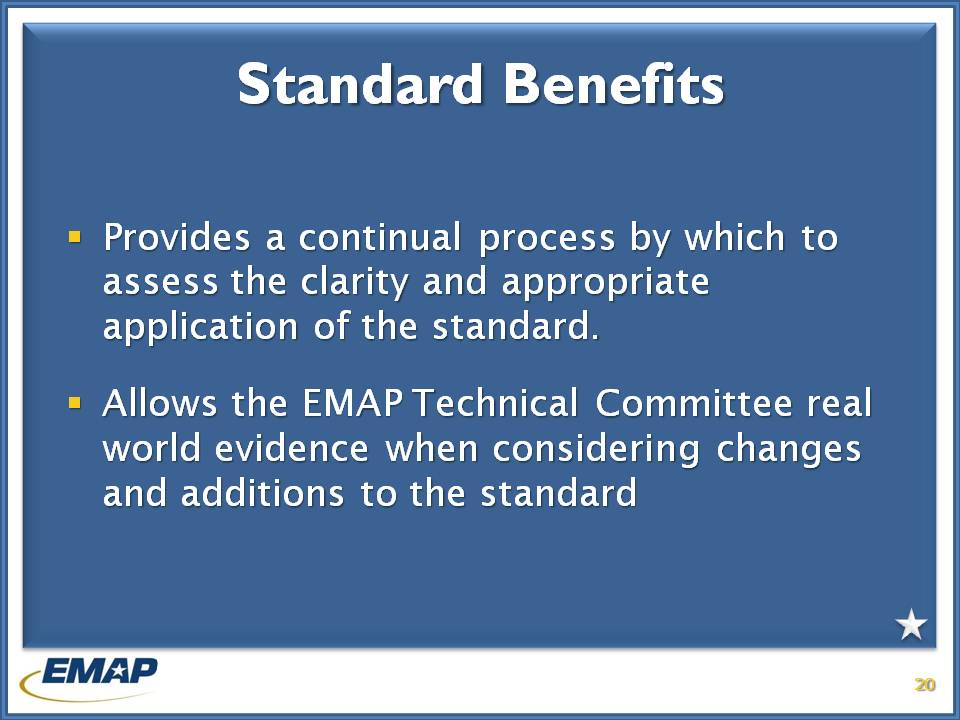 Standard Benefits
▪ Provides a continual process by which to
assess the clarity and appropriate
application of the standard.
▪ Allows the EMAP Technical Committee real
world evidence when considering changes
and additions to the standard
EMAP
20